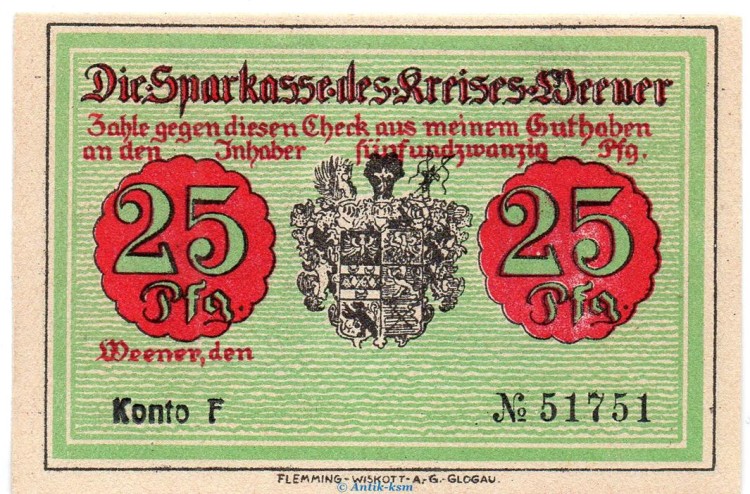 Die·Sparkasse·des·Kreises·Weener
Zahle gegen diesen Check aus meinem Guthaben
an den Inhaber fünfundzwanzig Pfg.
25 Pfg.
25 Pfg.
Weener, den
Konto F
№ 51751
FLEMMING-WISKOTT-A.-G.-GLOGAU.
© Antik-ksm